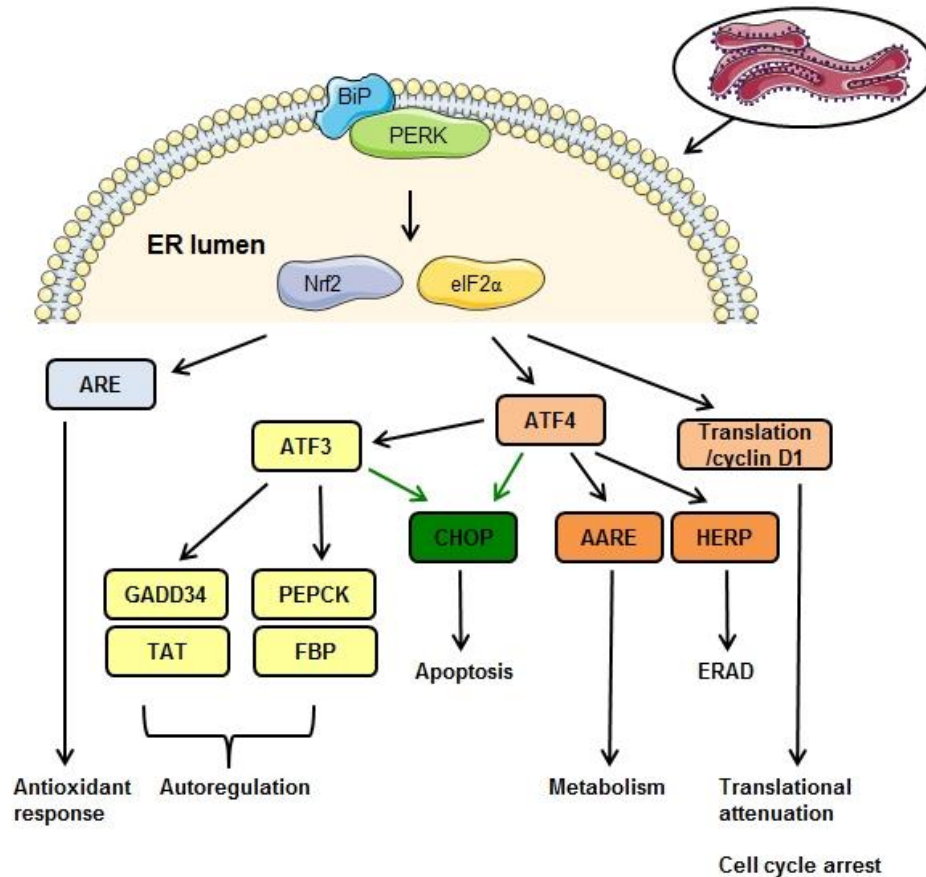 BiP
PERK
ER lumen
Nrf2
eIF2α
ARE
ATF4
Translation
/cyclin D1
ATF3
CHOP
AARE
HERP
GADD34
PEPCK
TAT
FBP
Apoptosis
ERAD
Antioxidant
response
Autoregulation
Metabolism
Translational
attenuation
Cell cycle arrest